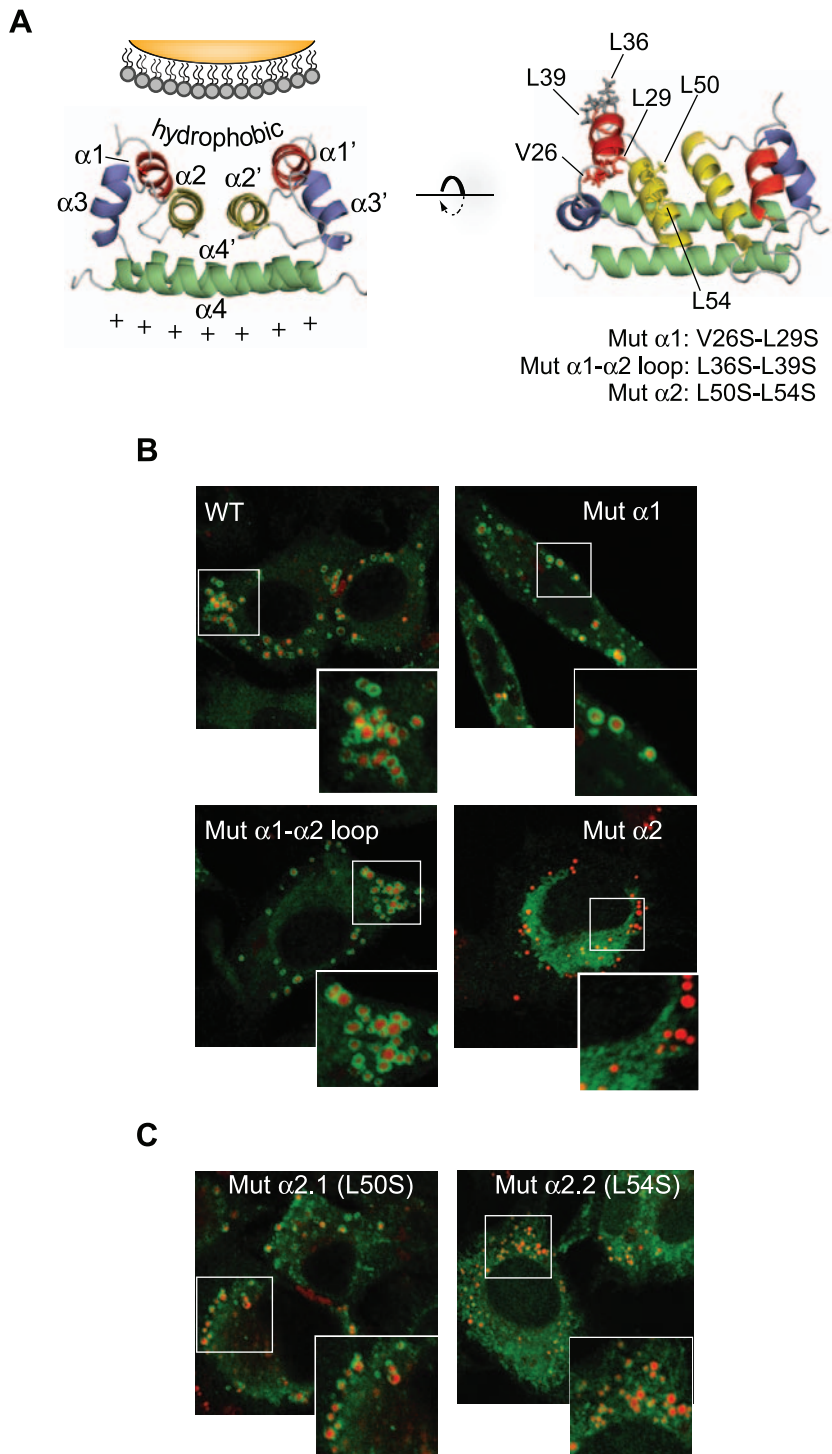 A
hydrophobic
α1
α1'
α2
α2'
α3
α3'
α4'
α4
+ + + + + + +
L36
L39
L29
L50
V26
L54
Mut α1: V26S-L29S
Mut α1-α2 loop: L36S-L39S
Mut α2: L50S-L54S
B
WT
Mut α1
Mut α1-α2 loop
Mut α2
C
Mut α2.1 (L50S)
Mut α2.2 (L54S)